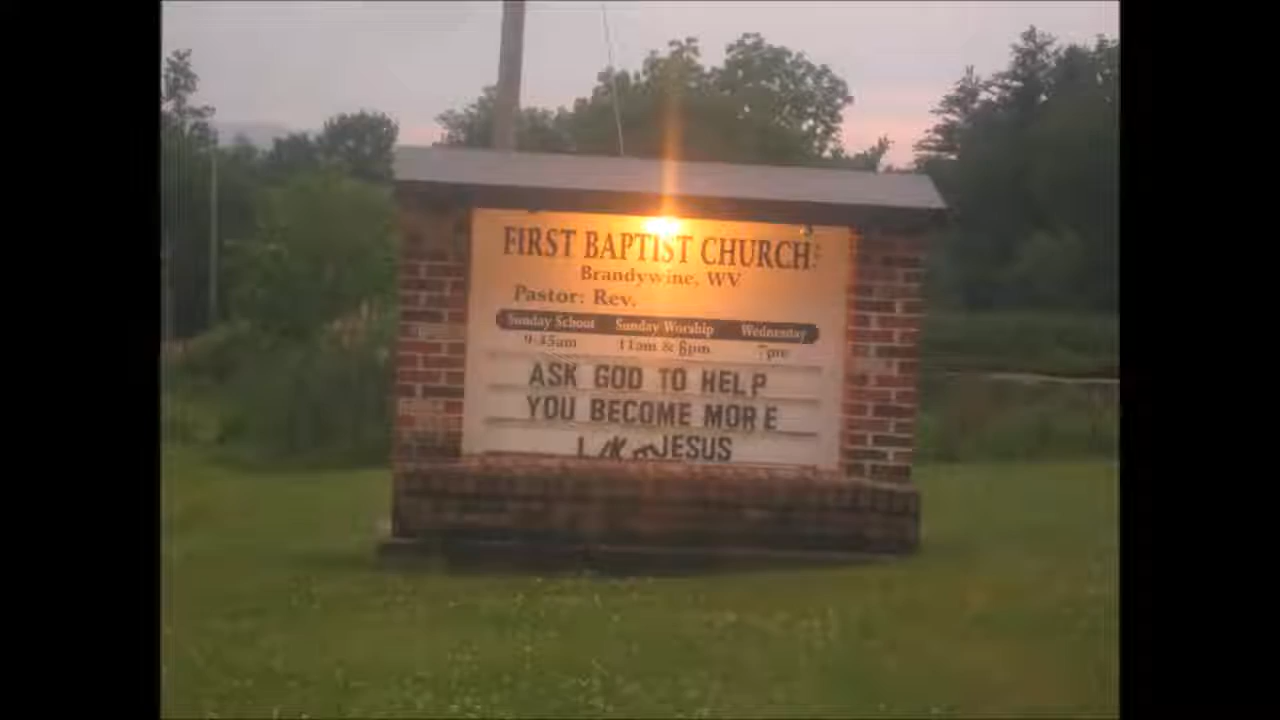 FIRST BAPTIST CHURCH
Brandywine, WV
Pastor: Rev.
Sunday School Sunday Worship Wednesday
9:45am 11am & 6pm 7pm
ASK GOD TO HELP
YOU BECOME MORE
LIKE JESUS